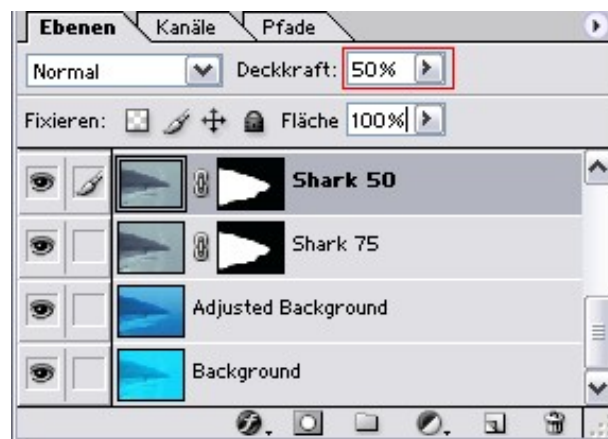 Ebenen Kanäle Pfade
Normal Deckkraft: 50%
Fixieren: Fläche 100%
Shark 50
Shark 75
Adjusted Background
Background